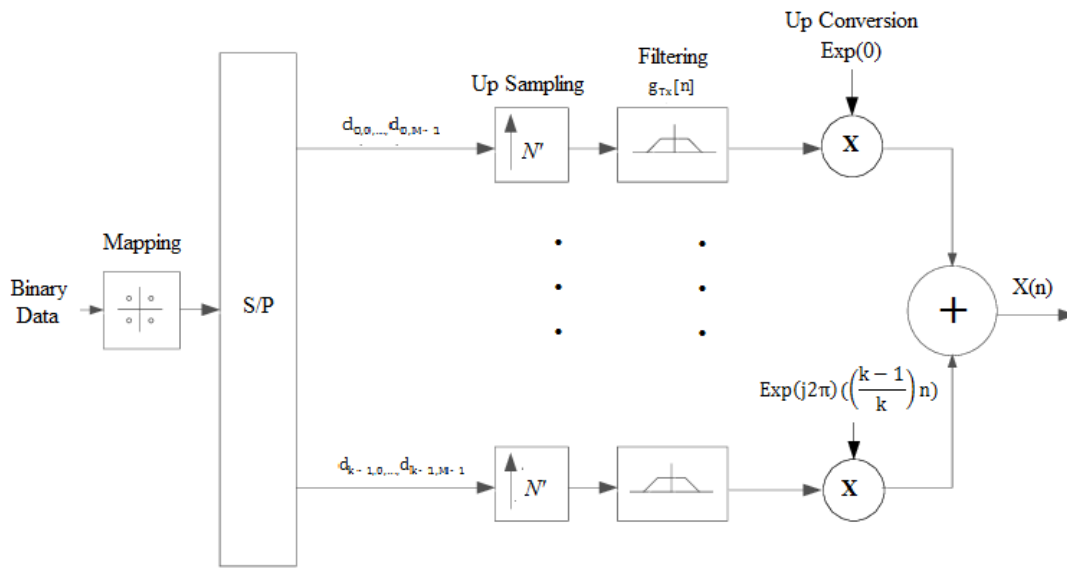 Up Conversion
Exp(0)
Filtering
g_Tx[n]
Up Sampling
d_0,0,...,d_0,M-1
N'
X
Mapping
Binary
Data
S/P
X(n)
+
Exp(j2π)((k-1/k)n)
d_k-1,0,...,d_k-1,M-1
N'
X